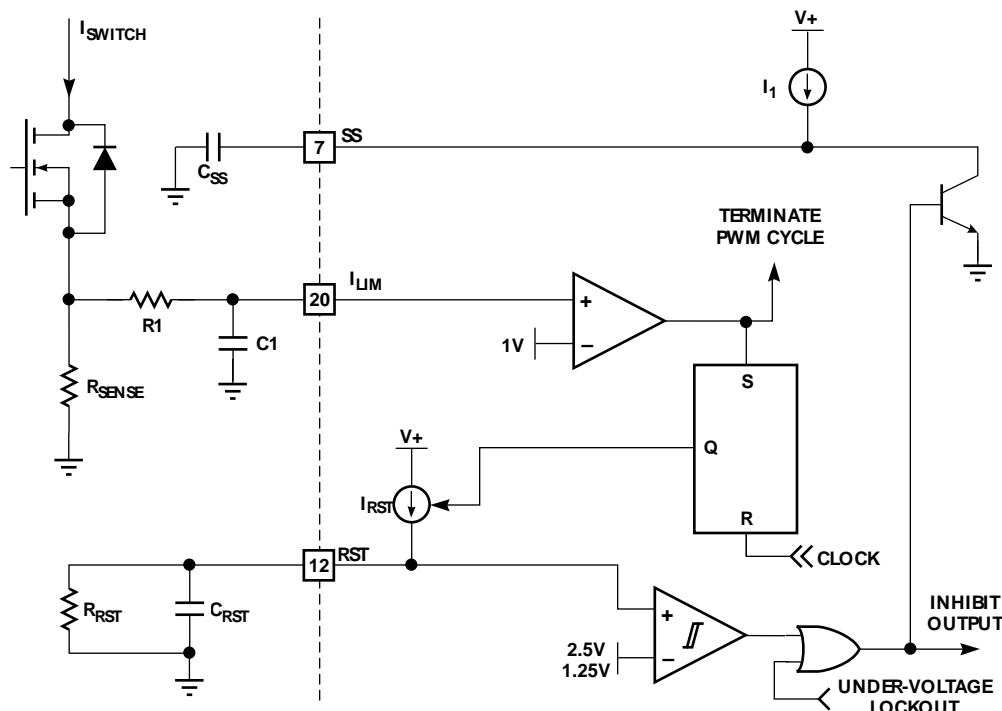 I_SWITCH
V+
I_1
7
SS
C_SS
TERMINATE
PWM CYCLE
20
I_LIM
R1
C1
R_SENSE
+
−
1V
S
Q
R
V+
I_RST
CLOCK
12
RST
R_RST
C_RST
+
−
2.5V
1.25V
INHIBIT
OUTPUT
UNDER-VOLTAGE
LOCKOUT